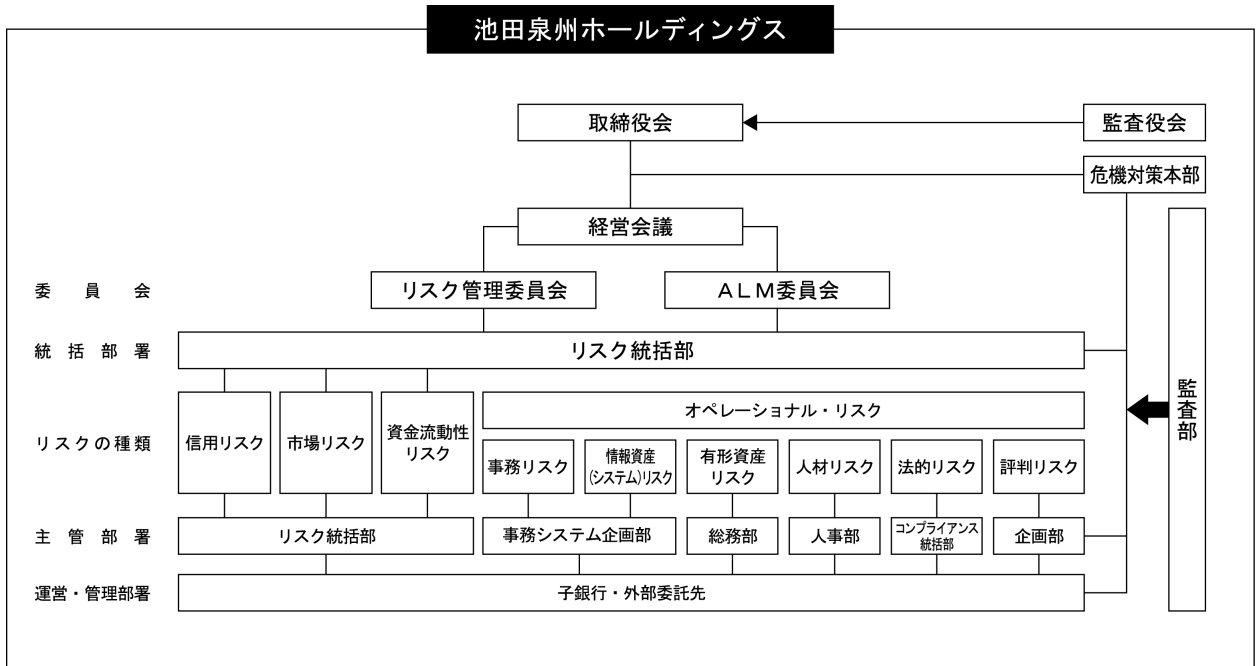 池田泉州ホールディングス
取締役会
監査役会
危機対策本部
経営会議
委員会
リスク管理委員会
ALM委員会
統括部署
リスク統括部
監査部
リスクの種類
信用リスク
市場リスク
資金流動性
リスク
オペレーショナル・リスク
事務リスク
情報資産
(システム)リスク
有形資産
リスク
人材リスク
法的リスク
評判リスク
主管部署
リスク統括部
事務システム企画部
総務部
人事部
コンプライアンス
統括部
企画部
運営・管理部署
子銀行・外部委託先